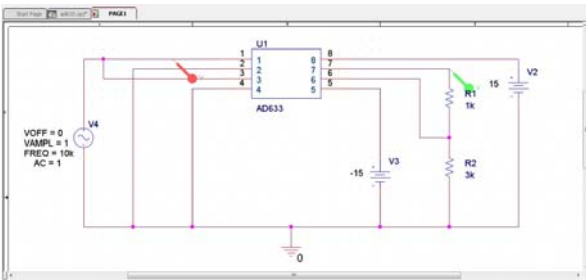 Start Page
PAGE1
U1
1 1 8 8
2 2 7 7
3 3 6 6
4 4 5 5
AD633
V4
VOFF = 0
VAMPL = 1
FREQ = 10k
AC = 1
V2
15
R1
1k
V3
-15
R2
3k
0